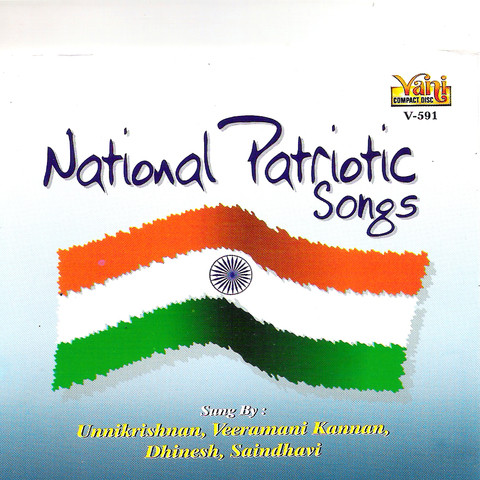 Vani
COMPACT DISC
V-591
National Patriotic
Songs
Sung By :
Unnikrishnan, Veeramani Kannan,
Dhinesh, Saindhavi